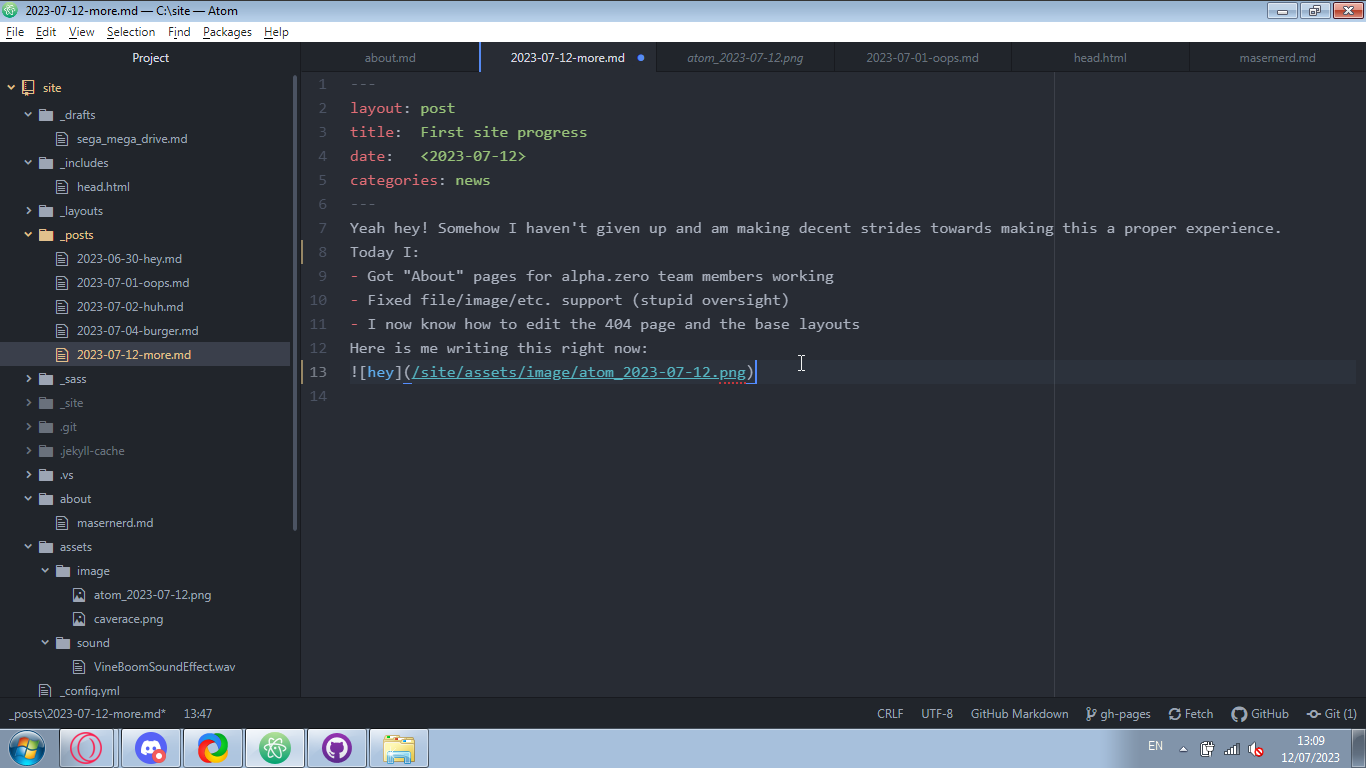 2023-07-12-more.md — C:\site — Atom
File Edit View Selection Find Packages Help
Project
site
_drafts
sega_mega_drive.md
_includes
head.html
_layouts
_posts
2023-06-30-hey.md
2023-07-01-oops.md
2023-07-02-huh.md
2023-07-04-burger.md
2023-07-12-more.md
_sass
_site
.git
.jekyll-cache
.vs
about
masernerd.md
assets
image
atom_2023-07-12.png
caverace.png
sound
VineBoomSoundEffect.wav
_config.yml
about.md 2023-07-12-more.md atom_2023-07-12.png 2023-07-01-oops.md head.html masernerd.md
1 ---
2 layout: post
3 title:  First site progress
4 date:   <2023-07-12>
5 categories: news
6 ---
7 Yeah hey! Somehow I haven't given up and am making decent strides towards making this a proper experience.
8 Today I:
9 - Got "About" pages for alpha.zero team members working
10 - Fixed file/image/etc. support (stupid oversight)
11 - I now know how to edit the 404 page and the base layouts
12 Here is me writing this right now:
13 ![hey](/site/assets/image/atom_2023-07-12.png)
14
_posts\2023-07-12-more.md* 13:47 CRLF UTF-8 GitHub Markdown gh-pages Fetch GitHub Git (1)
EN 13:09
12/07/2023